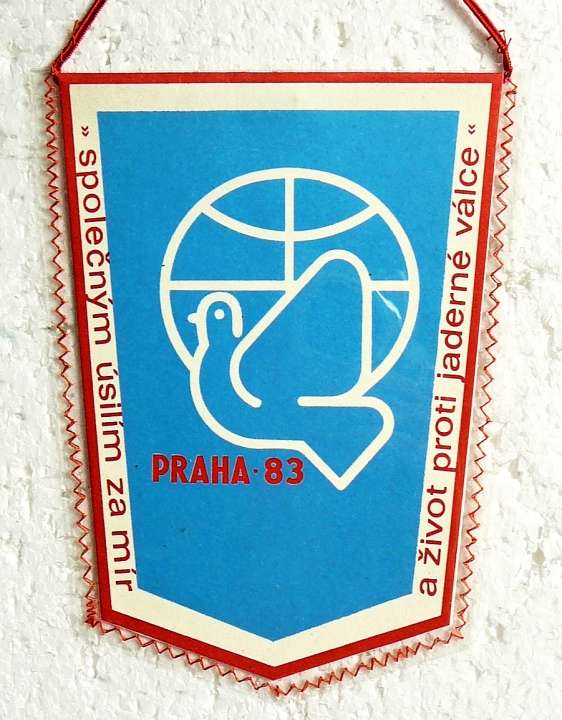 » společným úsilím za mír
PRAHA·83
a život proti jaderné válce «